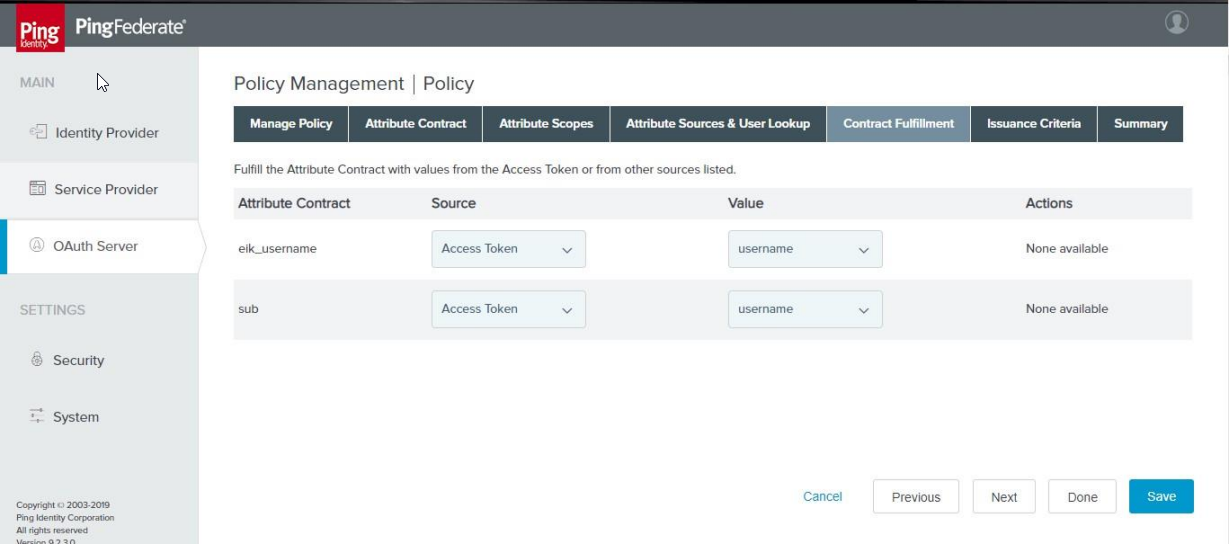 Ping
Identity.
PingFederate®
MAIN
Identity Provider
Service Provider
OAuth Server
SETTINGS
Security
System
Copyright © 2003-2019
Ping Identity Corporation
All rights reserved
Version 9.2.3.0
Policy Management | Policy
Manage Policy Attribute Contract Attribute Scopes Attribute Sources & User Lookup Contract Fulfillment Issuance Criteria Summary
Fulfill the Attribute Contract with values from the Access Token or from other sources listed.
Attribute Contract Source Value Actions
eik_username Access Token username None available
sub Access Token username None available
Cancel Previous Next Done Save